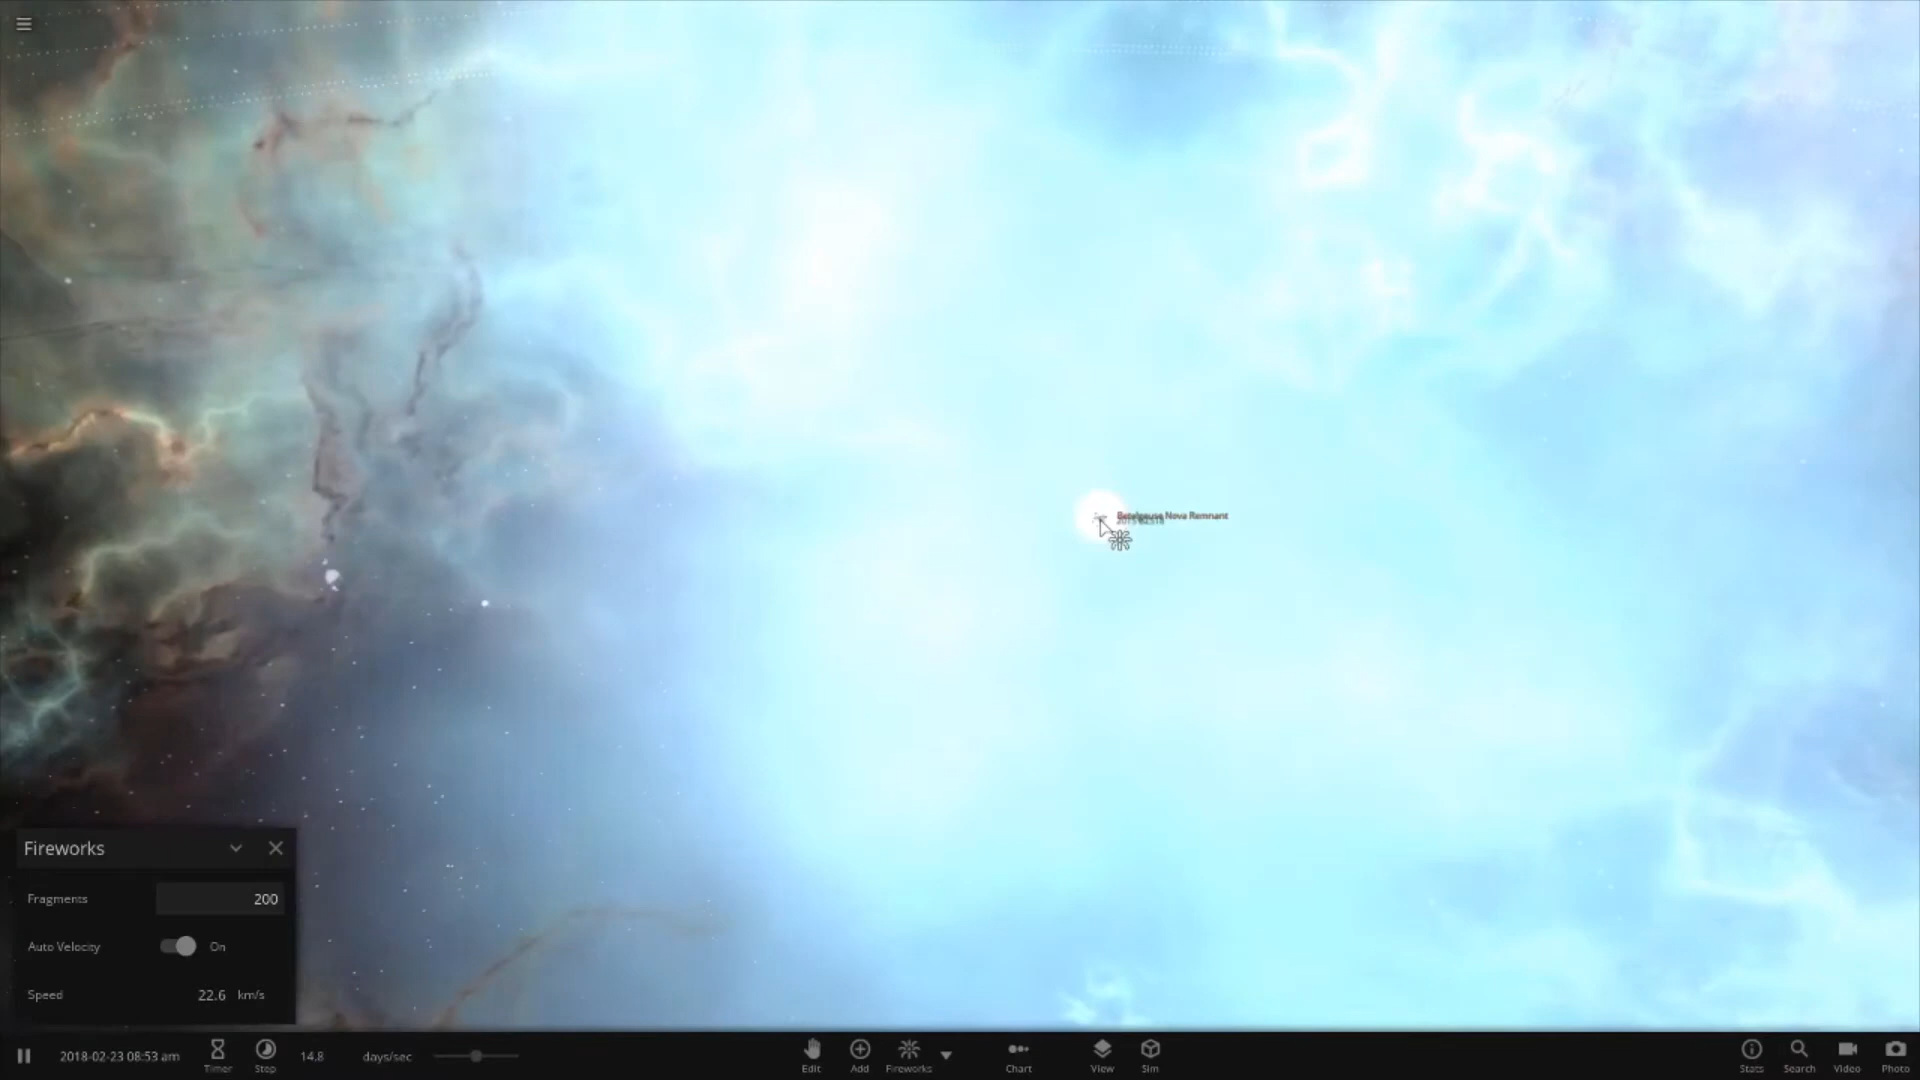 Betelgeuse Nova Remnant
Fireworks
Fragments 200
Auto Velocity On
Speed 22.6 km/s
2018-02-23 08:53 am Timer Step 14.8 days/sec Edit Add Fireworks Chart View Sim Stats Search Video Photo